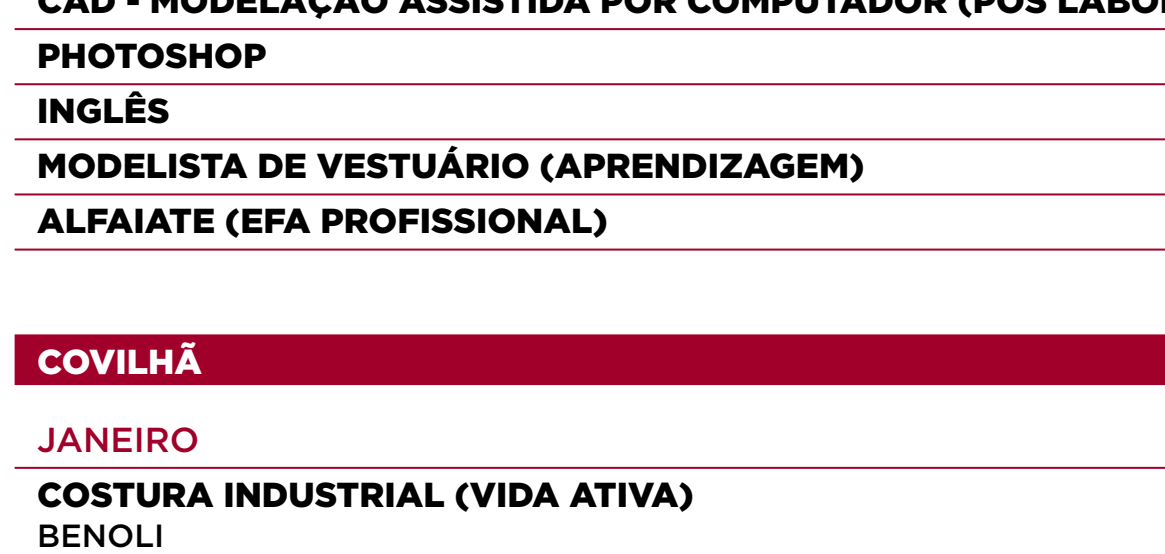 CAD - MODELAÇÃO ASSISTIDA POR COMPUTADOR (PÓS
PHOTOSHOP
INGLÊS
MODELISTA DE VESTUÁRIO (APRENDIZAGEM)
ALFAIATE (EFA PROFISSIONAL)
COVILHÃ
JANEIRO
COSTURA INDUSTRIAL (VIDA ATIVA)
BENOLI